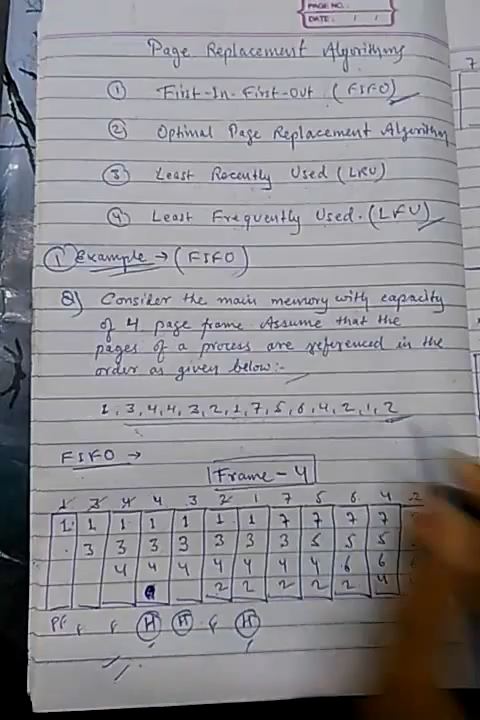 PAGE NO.:
DATE: / /
Page Replacement Algorithms
① First-In-First-Out (FIFO)
② Optimal Page Replacement Algorithm
③ Least Recently Used (LRU)
④ Least Frequently Used. (LFU)
① Example → (FIFO)
Q) Consider the main memory with capacity
of 4 page frame Assume that the
pages of a process are referenced in the
order as given below:-
1, 3, 4, 4, 3, 2, 1, 7, 5, 6, 4, 2, 1, 2
FIFO →
Frame - 4
1 3 4 4 3 2 1 7 5 6 4 2
1 1 1 1 1 1 1 7 7 7 7
3 3 3 3 3 3 3 5 5 5
4 4 4 4 4 4 4 6 6
2 2 2 2 2 4
PF F F H H F H
7